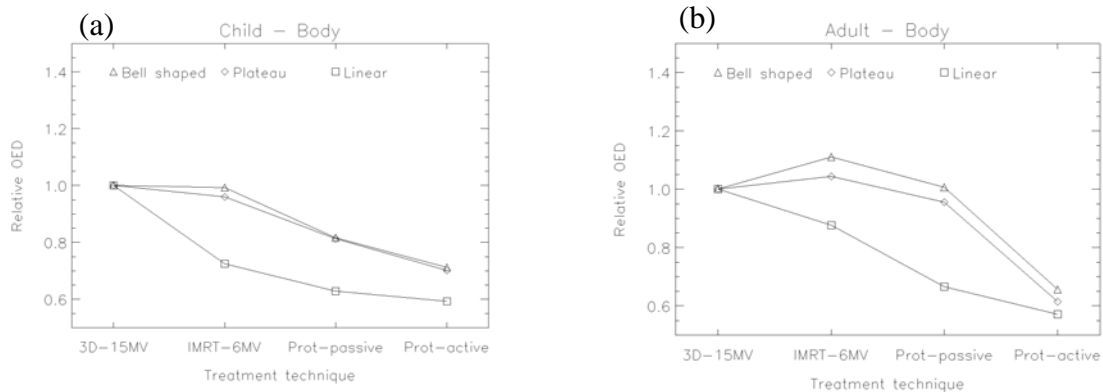 (a)
Child - Body
Bell shaped Plateau Linear
1.4
1.2
1.0
0.8
0.6
Relative OED
3D-15MV IMRT-6MV Prot-passive Prot-active
Treatment technique
(b)
Adult - Body
Bell shaped Plateau Linear
1.4
1.2
1.0
0.8
0.6
Relative OED
3D-15MV IMRT-6MV Prot-passive Prot-active
Treatment technique